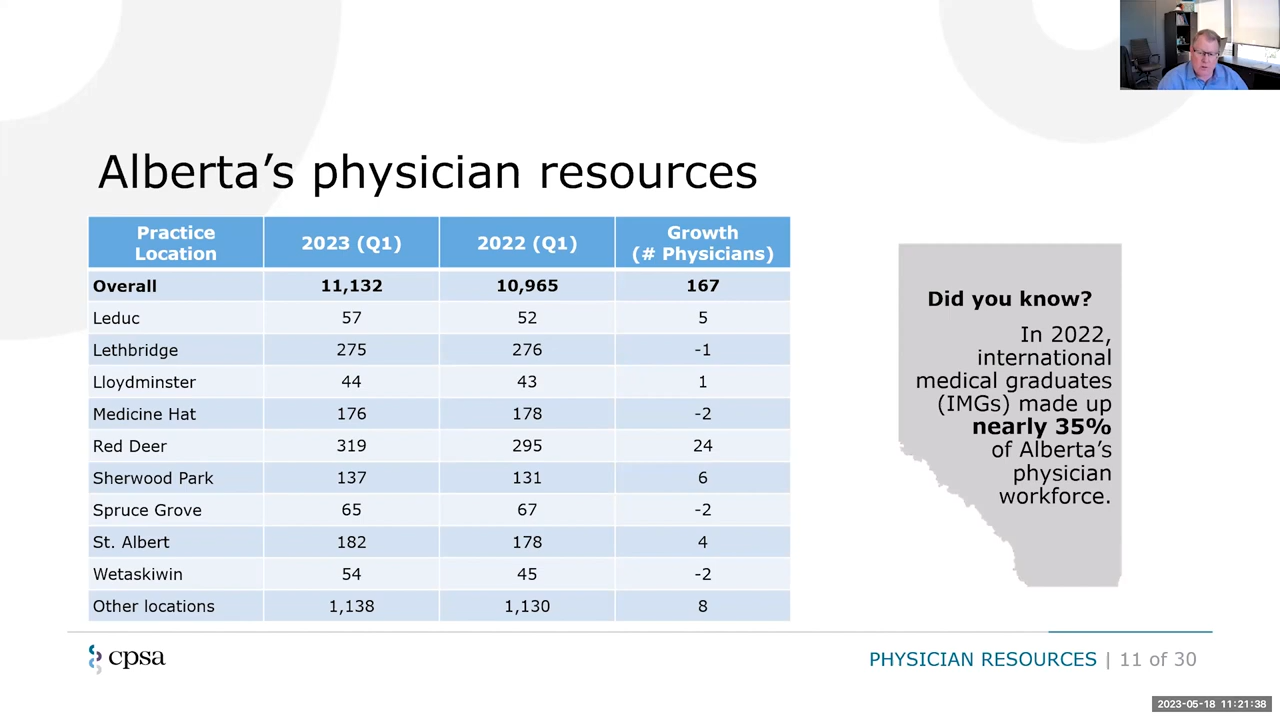 Alberta’s physician resources
Practice Location | 2023 (Q1) | 2022 (Q1) | Growth (# Physicians)
Overall | 11,132 | 10,965 | 167
Leduc | 57 | 52 | 5
Lethbridge | 275 | 276 | -1
Lloydminster | 44 | 43 | 1
Medicine Hat | 176 | 178 | -2
Red Deer | 319 | 295 | 24
Sherwood Park | 137 | 131 | 6
Spruce Grove | 65 | 67 | -2
St. Albert | 182 | 178 | 4
Wetaskiwin | 54 | 45 | -2
Other locations | 1,138 | 1,130 | 8
Did you know?
In 2022,
international
medical graduates
(IMGs) made up
nearly 35%
of Alberta’s
physician
workforce.
cpsa
PHYSICIAN RESOURCES | 11 of 30
2023-05-18 11:21:38